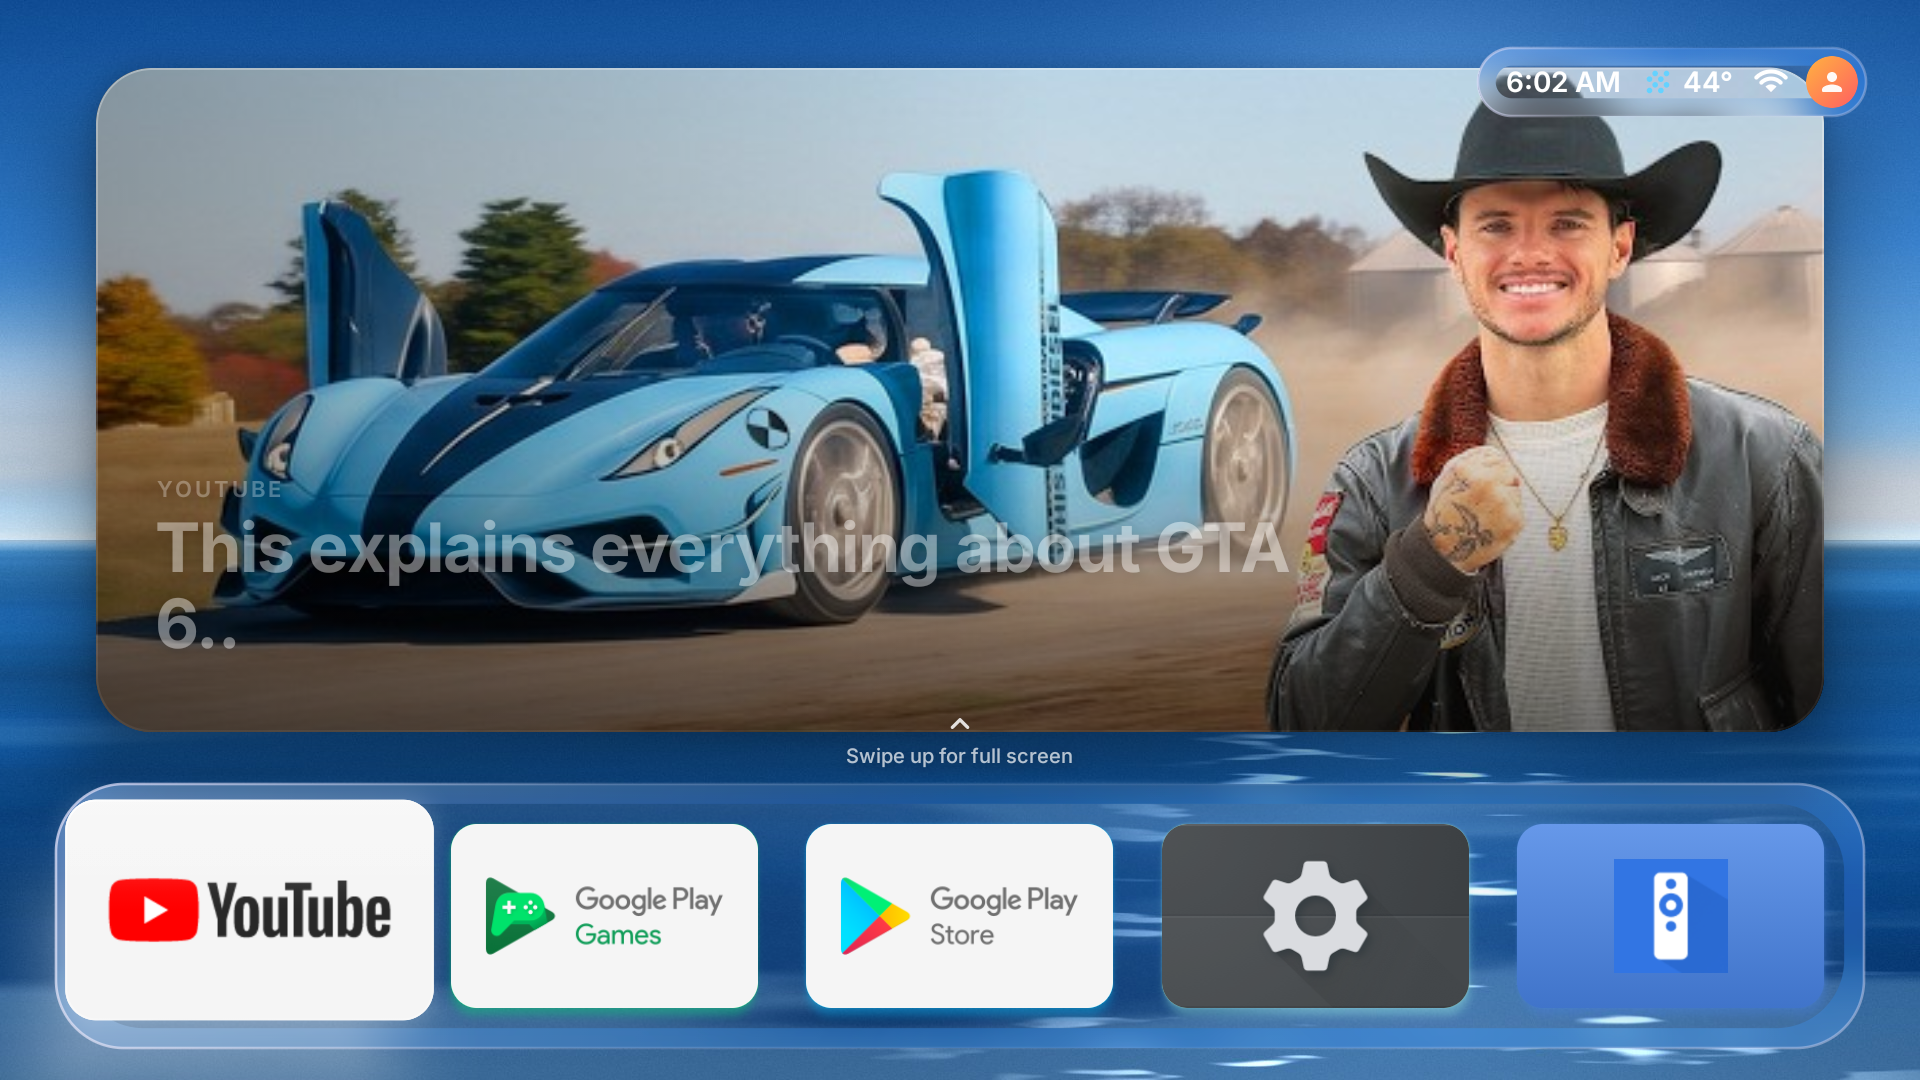 6:02 AM 44°
YOUTUBE
This explains everything about GTA
6..
Swipe up for full screen
YouTube
Google Play
Games
Google Play
Store